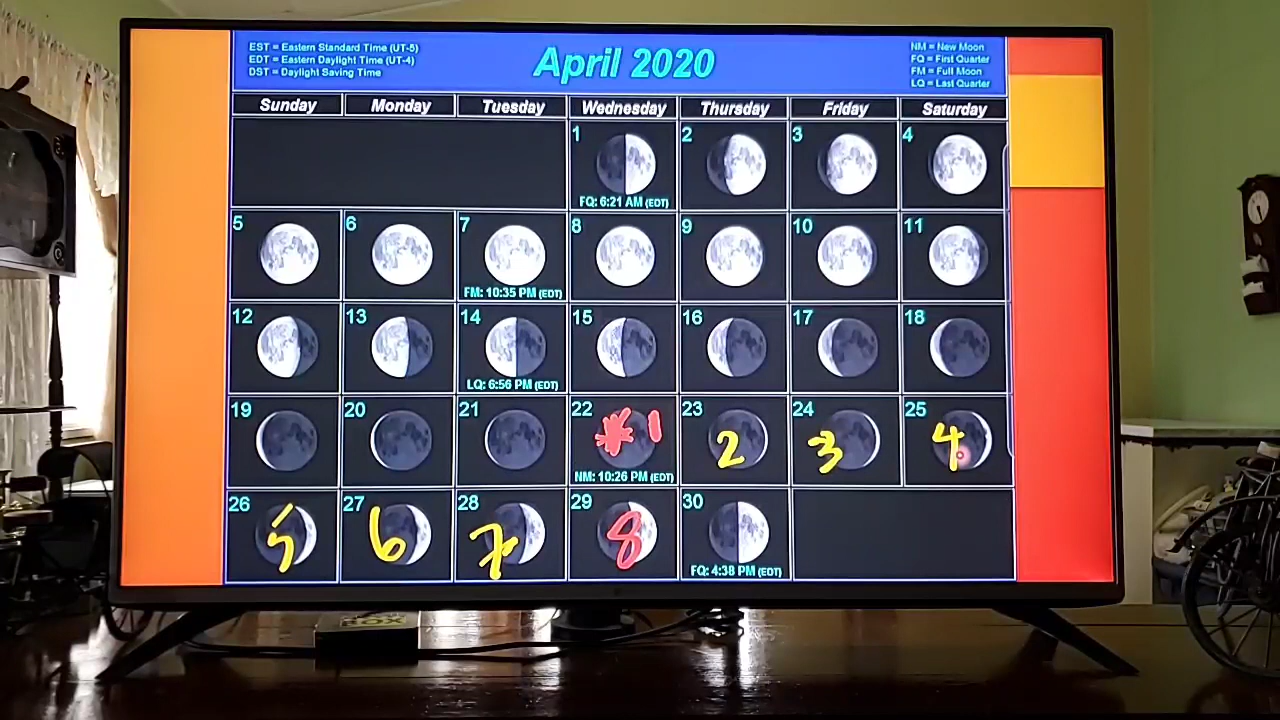 EST = Eastern Standard Time (UT-5)
EDT = Eastern Daylight Time (UT-4)
DST = Daylight Saving Time
April 2020
NM = New Moon
FQ = First Quarter
FM = Full Moon
LQ = Last Quarter
Sunday Monday Tuesday Wednesday Thursday Friday Saturday
1 2 3 4
FQ: 6:21 AM (EDT)
5 6 7 8 9 10 11
FM: 10:35 PM (EDT)
12 13 14 15 16 17 18
LQ: 6:56 PM (EDT)
19 20 21 22 23 24 25
* 1 2 3 4
NM: 10:26 PM (EDT)
26 27 28 29 30
5 6 7 8
FQ: 4:38 PM (EDT)